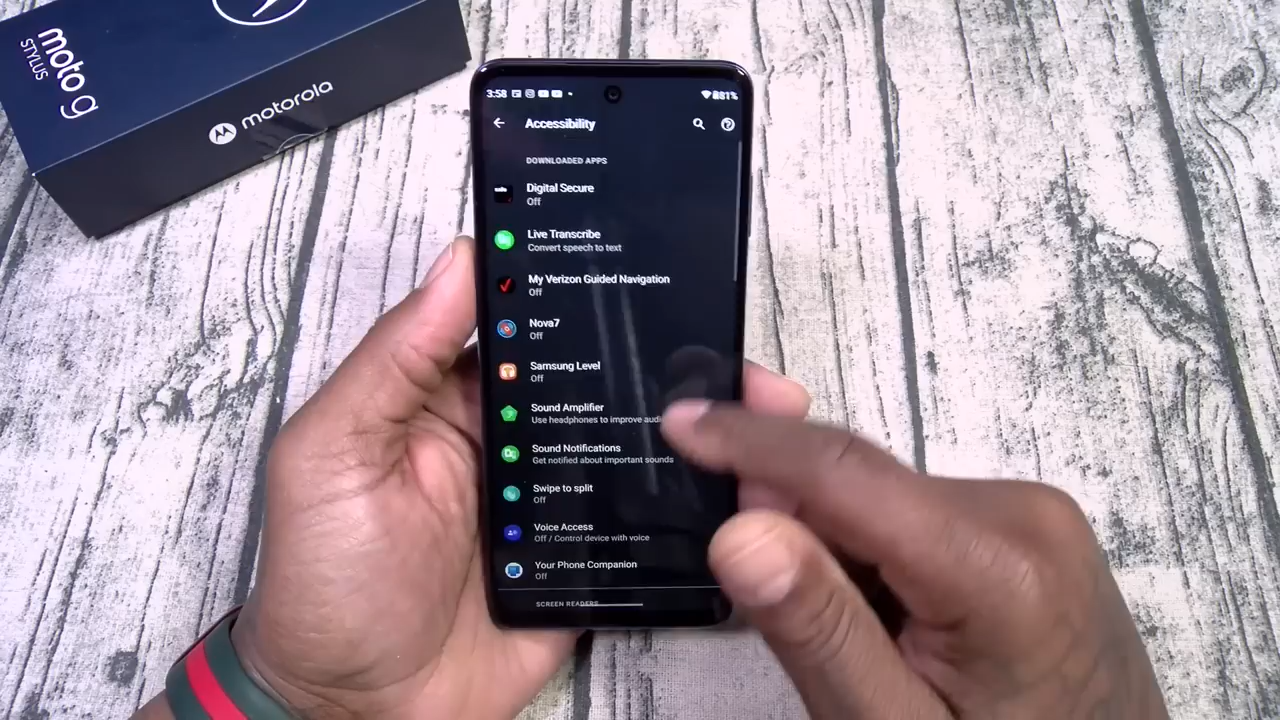 moto g
STYLUS
motorola
3:58
81%
Accessibility
DOWNLOADED APPS
Digital Secure
Off
Live Transcribe
Convert speech to text
My Verizon Guided Navigation
Off
Nova7
Off
Samsung Level
Off
Sound Amplifier
Use headphones to improve audi
Sound Notifications
Get notified about important sounds
Swipe to split
Off
Voice Access
Off / Control device with voice
Your Phone Companion
Off
SCREEN READERS